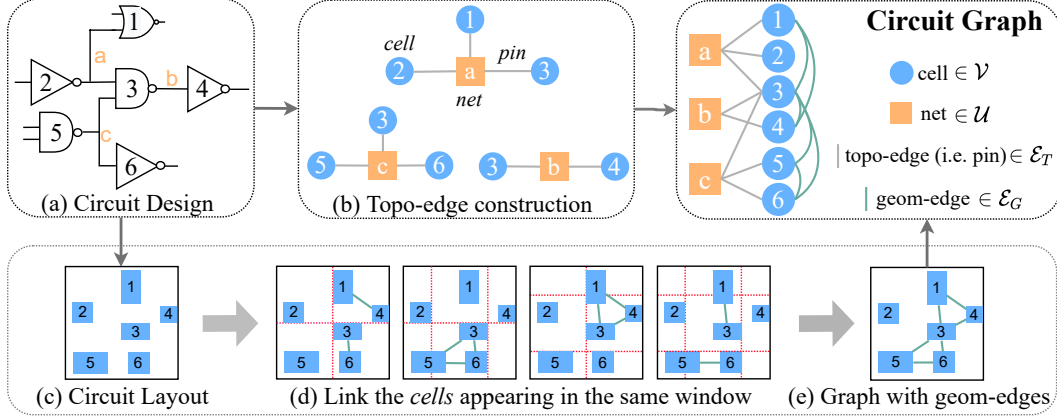 1
a
2
3
b
4
5
c
6
(a) Circuit Design
1
cell
pin
2
a
3
net
3
5
c
6
3
b
4
(b) Topo-edge construction
Circuit Graph
1
a
2
3
b
4
5
c
6
cell ∈ 𝒱
net ∈ 𝒰
topo-edge (i.e. pin) ∈ ℰ_T
geom-edge ∈ ℰ_G
1
2
4
3
5
6
(c) Circuit Layout
1
2
4
3
5
6
1
2
4
3
5
6
1
2
4
3
5
6
1
2
4
3
5
6
(d) Link the cells appearing in the same window
1
2
4
3
5
6
(e) Graph with geom-edges